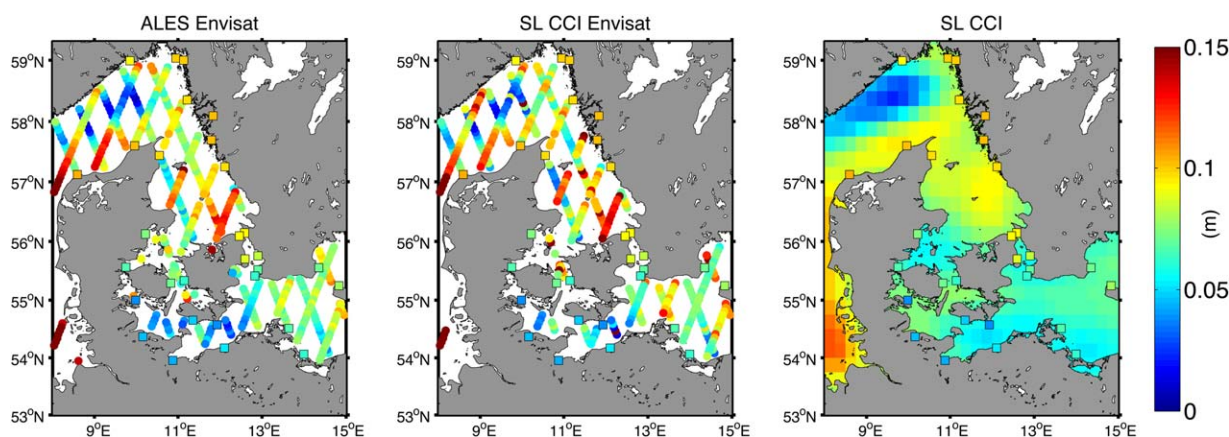 ALES Envisat
SL CCI Envisat
SL CCI
59°N
58°N
57°N
56°N
55°N
54°N
53°N
9°E
11°E
13°E
15°E
59°N
58°N
57°N
56°N
55°N
54°N
53°N
9°E
11°E
13°E
15°E
59°N
58°N
57°N
56°N
55°N
54°N
53°N
9°E
11°E
13°E
15°E
0.15
0.1
0.05
0
(m)